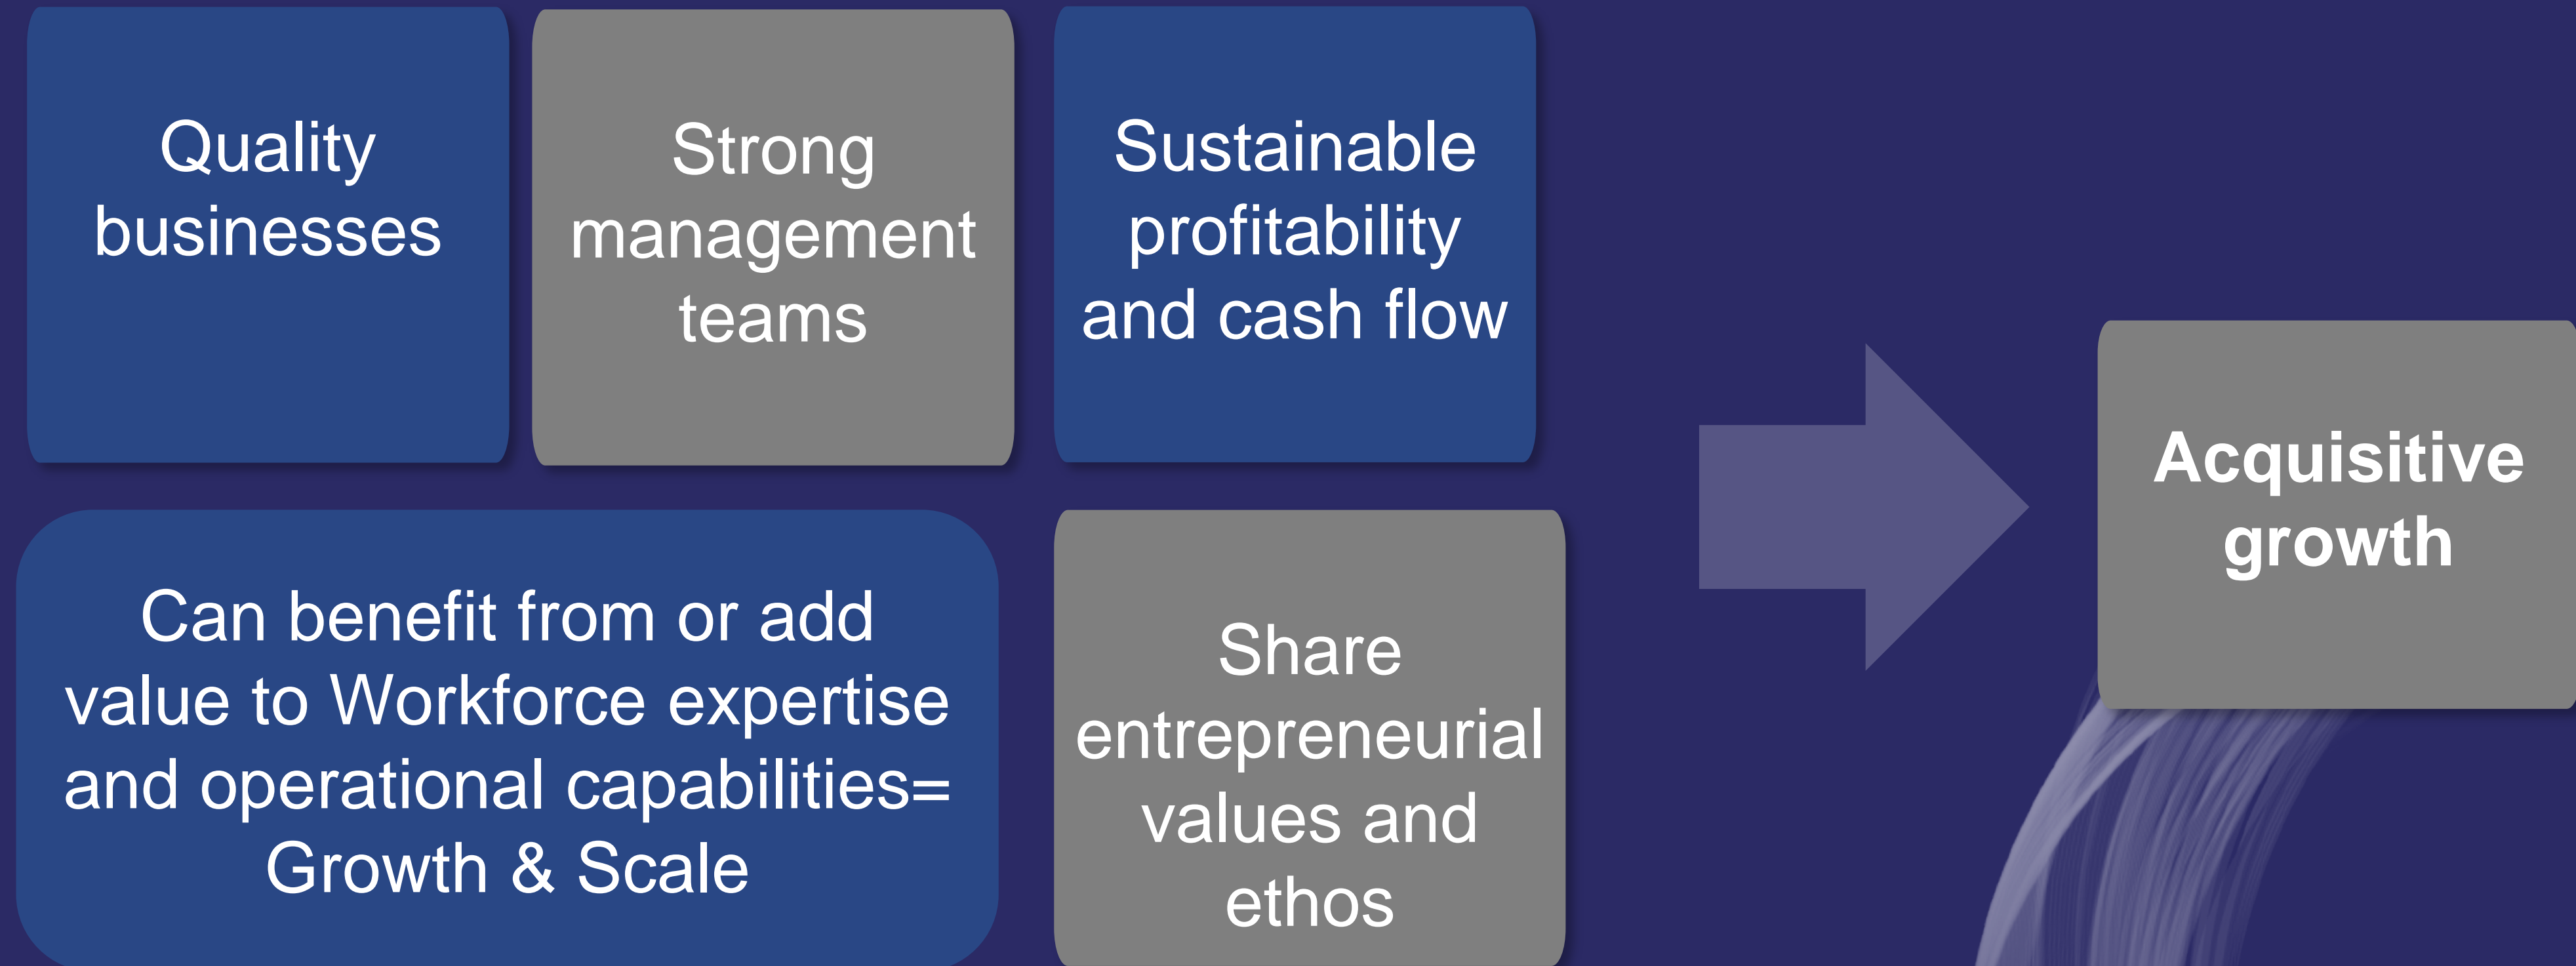 Quality
businesses
Strong
management
teams
Sustainable
profitability
and cash flow
Can benefit from or add
value to Workforce expertise
and operational capabilities=
Growth & Scale
Share
entrepreneurial
values and
ethos
Acquisitive
growth